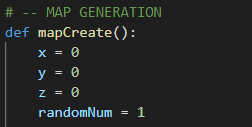 # -- MAP GENERATION
def mapCreate():
    x = 0
    y = 0
    z = 0
    randomNum = 1